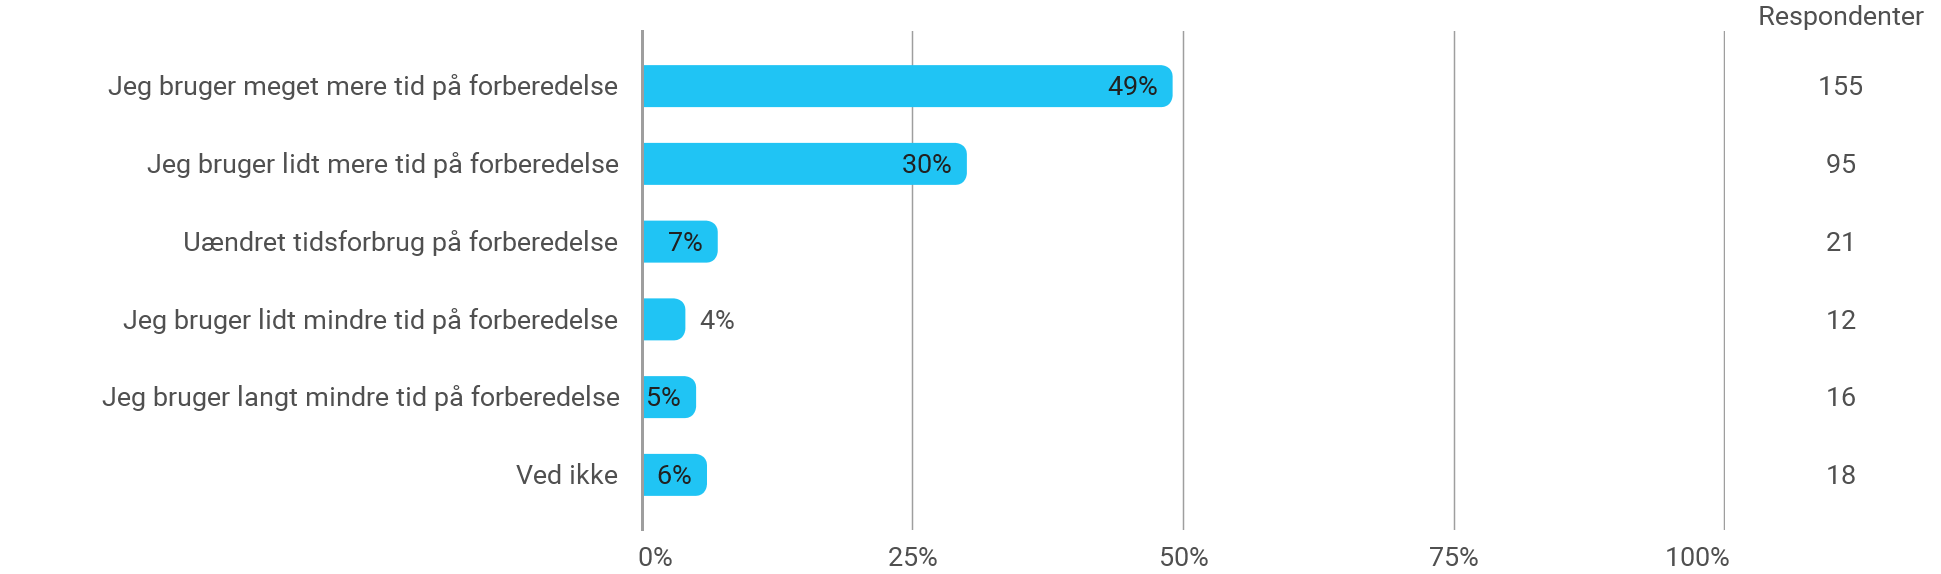 Respondenter
Jeg bruger meget mere tid på forberedelse 49% 155
Jeg bruger lidt mere tid på forberedelse 30% 95
Uændret tidsforbrug på forberedelse 7% 21
Jeg bruger lidt mindre tid på forberedelse 4% 12
Jeg bruger langt mindre tid på forberedelse 5% 16
Ved ikke 6% 18
0% 25% 50% 75% 100%